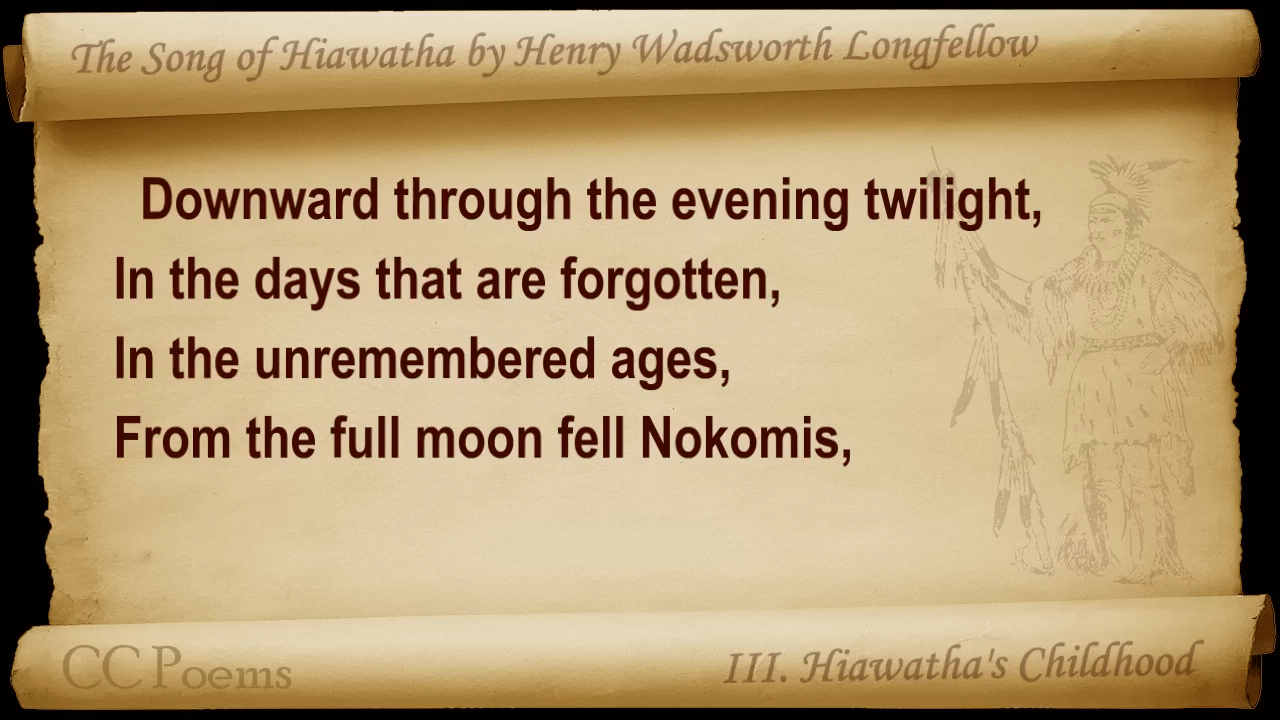 The Song of Hiawatha by Henry Wadsworth Longfellow
Downward through the evening twilight,
In the days that are forgotten,
In the unremembered ages,
From the full moon fell Nokomis,
CC Poems
III. Hiawatha's Childhood